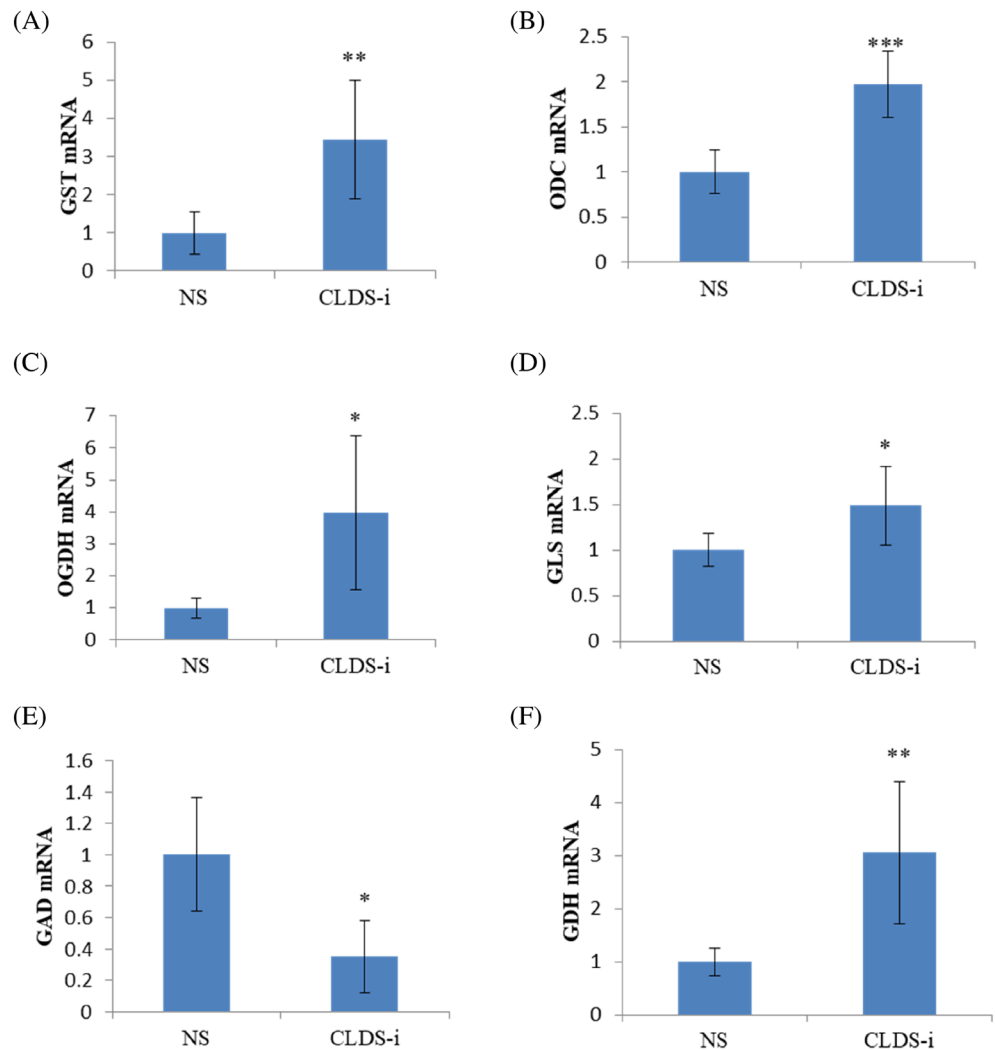 (A)
GST mRNA
6
5
4
3
2
1
0
**
NS
CLDS-i
(B)
ODC mRNA
2.5
2
1.5
1
0.5
0
***
NS
CLDS-i
(C)
OGDH mRNA
7
6
5
4
3
2
1
0
*
NS
CLDS-i
(D)
GLS mRNA
2.5
2
1.5
1
0.5
0
*
NS
CLDS-i
(E)
GAD mRNA
1.6
1.4
1.2
1
0.8
0.6
0.4
0.2
0
*
NS
CLDS-i
(F)
GDH mRNA
5
4
3
2
1
0
**
NS
CLDS-i